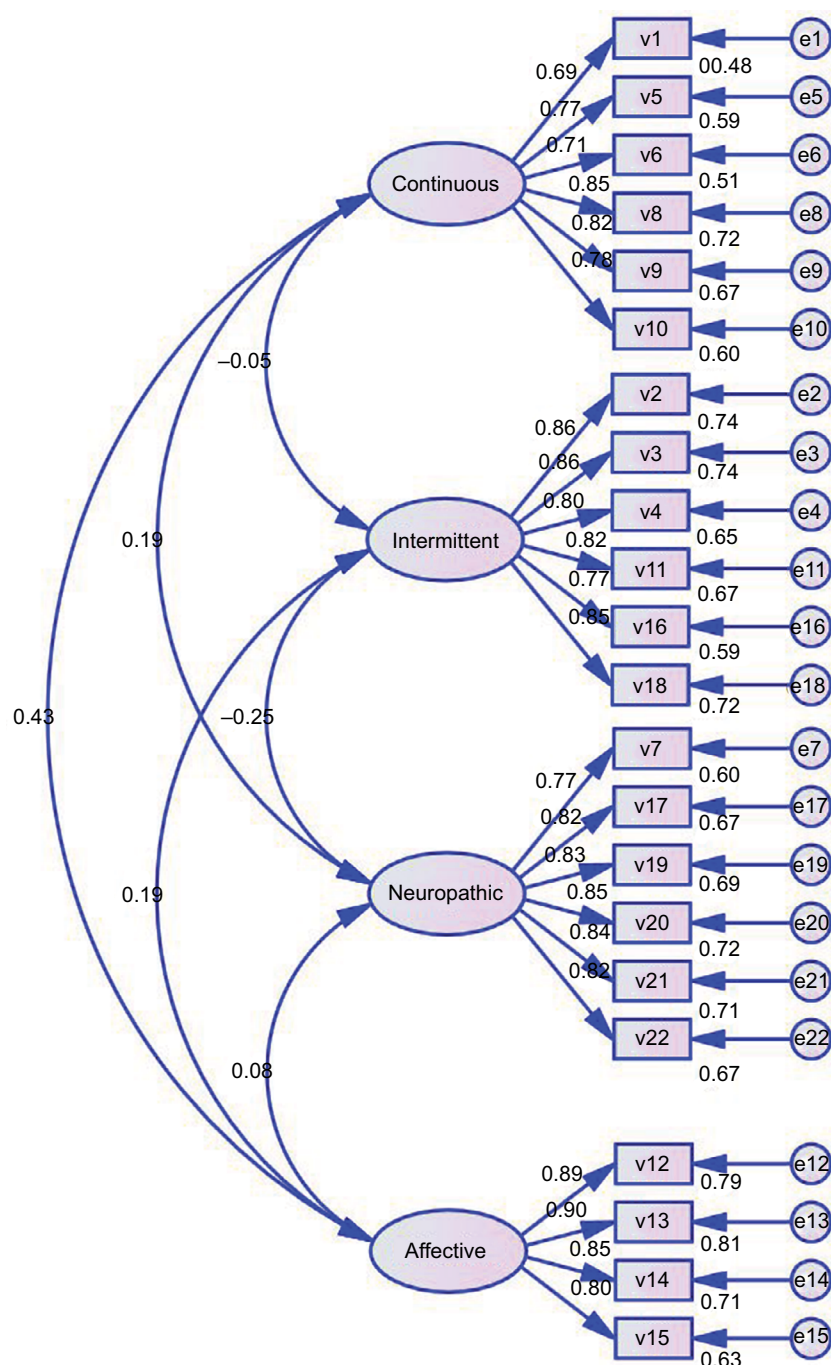 v1
e1
0.69
00.48
v5
e5
0.77
0.59
v6
e6
0.71
0.51
Continuous
0.85
v8
e8
0.82
0.72
0.78
v9
e9
0.67
v10
e10
0.60
–0.05
v2
e2
0.86
0.74
v3
e3
0.86
0.74
0.80
v4
e4
0.65
0.19
Intermittent
0.82
v11
e11
0.77
0.67
0.85
v16
e16
0.59
v18
e18
0.72
0.43
–0.25
v7
e7
0.77
0.60
0.82
v17
e17
0.67
0.83
v19
e19
0.69
0.19
Neuropathic
0.85
v20
e20
0.84
0.72
0.82
v21
e21
0.71
v22
e22
0.67
0.08
v12
e12
0.89
0.79
0.90
v13
e13
0.81
Affective
0.85
v14
e14
0.80
0.71
v15
e15
0.63